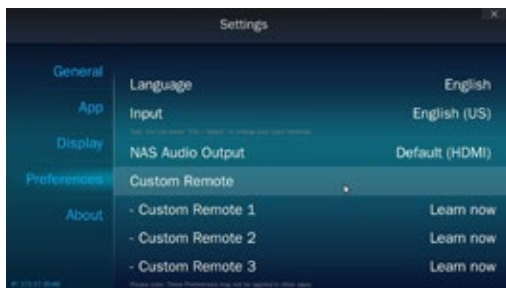 Settings
General
App
Display
Preferences
About
Language English
Input English (US)
NAS Audio Output Default (HDMI)
Custom Remote
- Custom Remote 1 Learn now
- Custom Remote 2 Learn now
- Custom Remote 3 Learn now